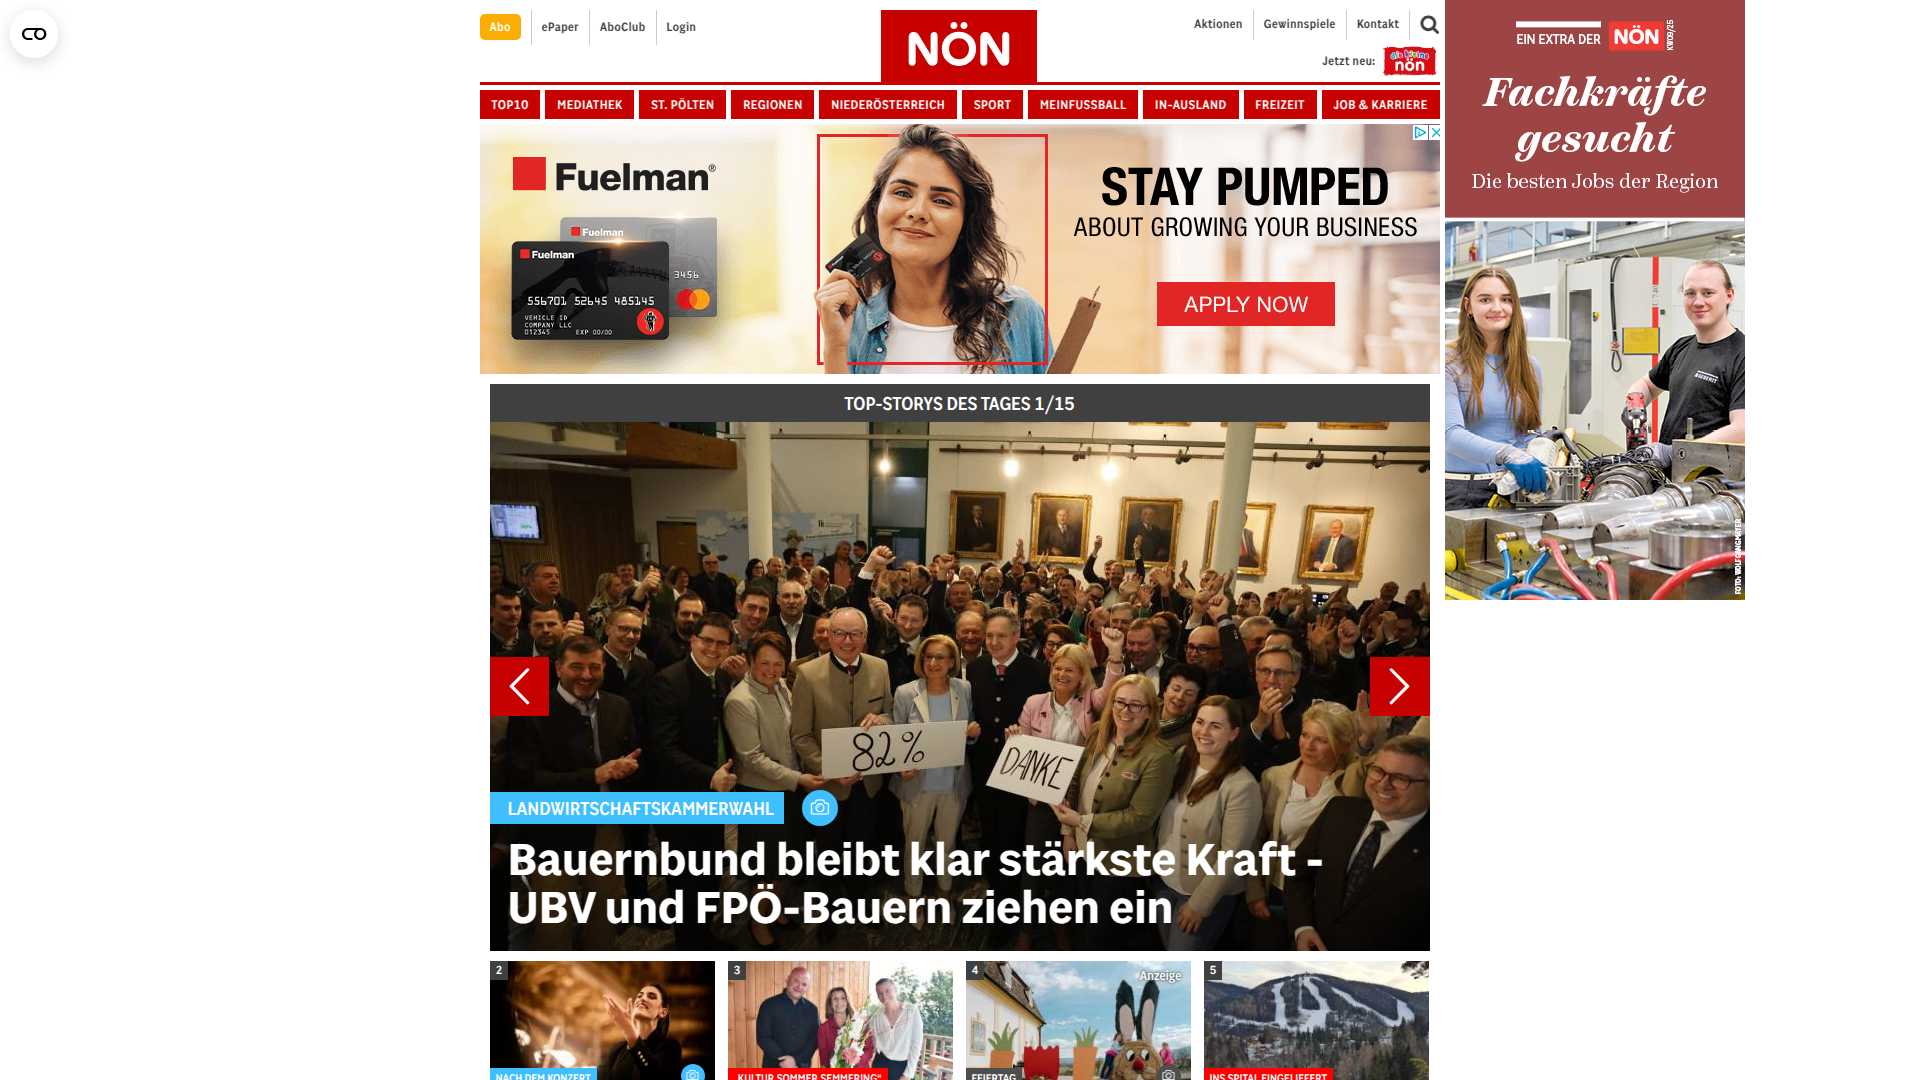 Abo
ePaper
AboClub
Login
NÖN
Aktionen
Gewinnspiele
Kontakt
Jetzt neu:
die kleine
nön
TOP10
MEDIATHEK
ST. PÖLTEN
REGIONEN
NIEDERÖSTERREICH
SPORT
MEINFUSSBALL
IN-AUSLAND
FREIZEIT
JOB & KARRIERE
Fuelman®
Fuelman
Fuelman
3456
556701 52645 485145
VEHICLE ID
COMPANY LLC
012345 EXP 00/00
STAY PUMPED
ABOUT GROWING YOUR BUSINESS
APPLY NOW
EIN EXTRA DER NÖN KW09/25
Fachkräfte
gesucht
Die besten Jobs der Region
FOTO: WOLFGANG MAYER
TOP-STORYS DES TAGES 1/15
82%
DANKE
LANDWIRTSCHAFTSKAMMERWAHL
Bauernbund bleibt klar stärkste Kraft -
UBV und FPÖ-Bauern ziehen ein
2
NACH DEM KONZERT
3
„KULTUR.SOMMER.SEMMERING“
4
Anzeige
FEIERTAG
5
INS SPITAL EINGELIEFERT